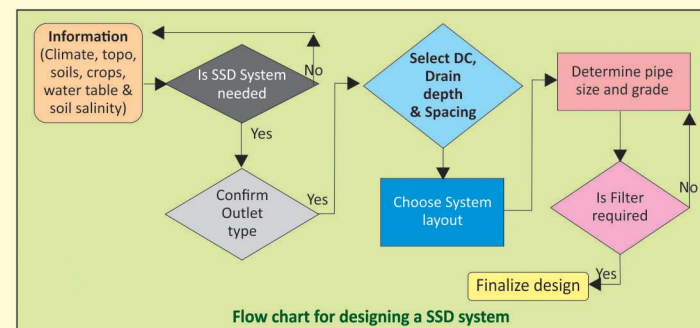 Information
(Climate, topo,
soils, crops,
water table &
soil salinity)
Is SSD System
needed
No
Yes
Confirm
Outlet
type
Yes
Select DC,
Drain
depth
& Spacing
Choose System
layout
Determine pipe
size and grade
Is Filter
required
No
Yes
Finalize design
Flow chart for designing a SSD system